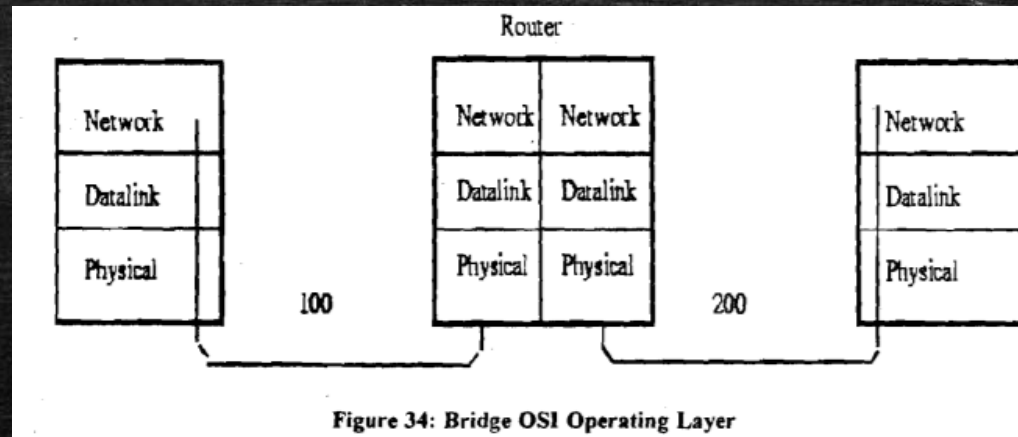 Router
Network
Datalink
Physical
100
Network Network
Datalink Datalink
Physical Physical
200
Network
Datalink
Physical
Figure 34: Bridge OSI Operating Layer